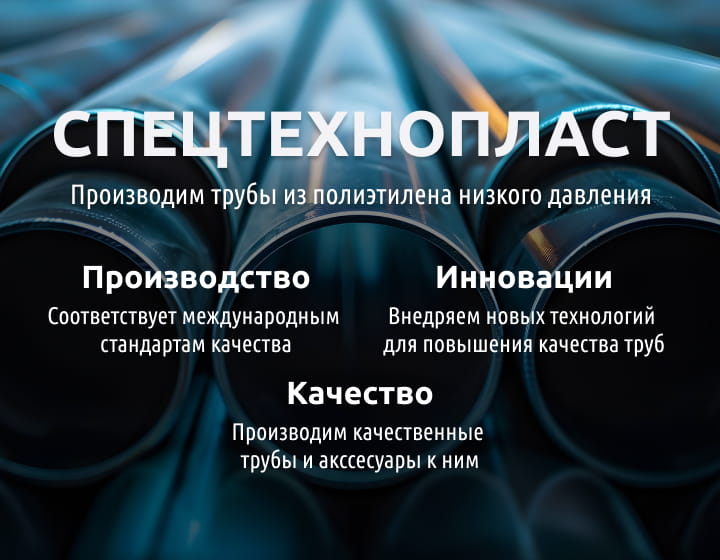 СПЕЦТЕХНОПЛАСТ
Производим трубы из полиэтилена низкого давления
Производство
Соответствует международным
стандартам качества
Инновации
Внедряем новых технологий
для повышения качества труб
Качество
Производим качественные
трубы и акссесуары к ним